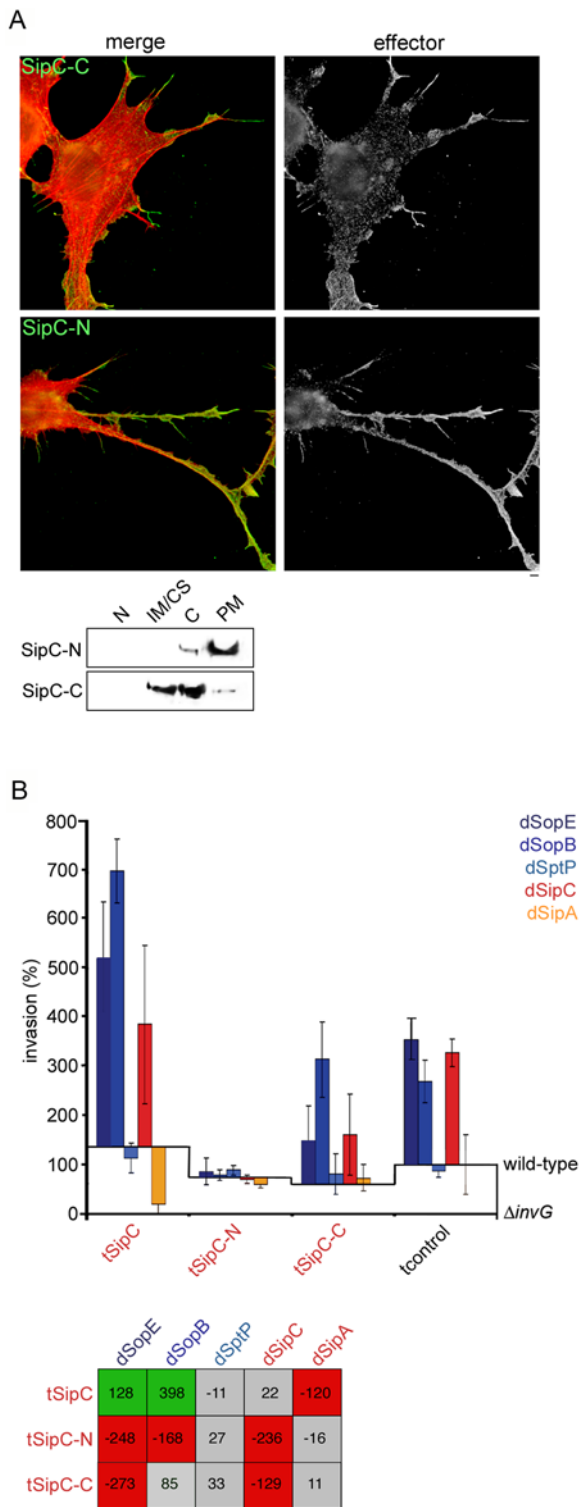 A
merge effector
SipC-C
SipC-N
N IM/CS C PM
SipC-N
SipC-C
B
800
700
600
500
400
300
200
100
0
invasion (%)
dSopE
dSopB
dSptP
dSipC
dSipA
wild-type
ΔinvG
tSipC tSipC-N tSipC-C tcontrol
dSopE dSopB dSptP dSipC dSipA
tSipC 128 398 -11 22 -120
tSipC-N -248 -168 27 -236 -16
tSipC-C -273 85 33 -129 11